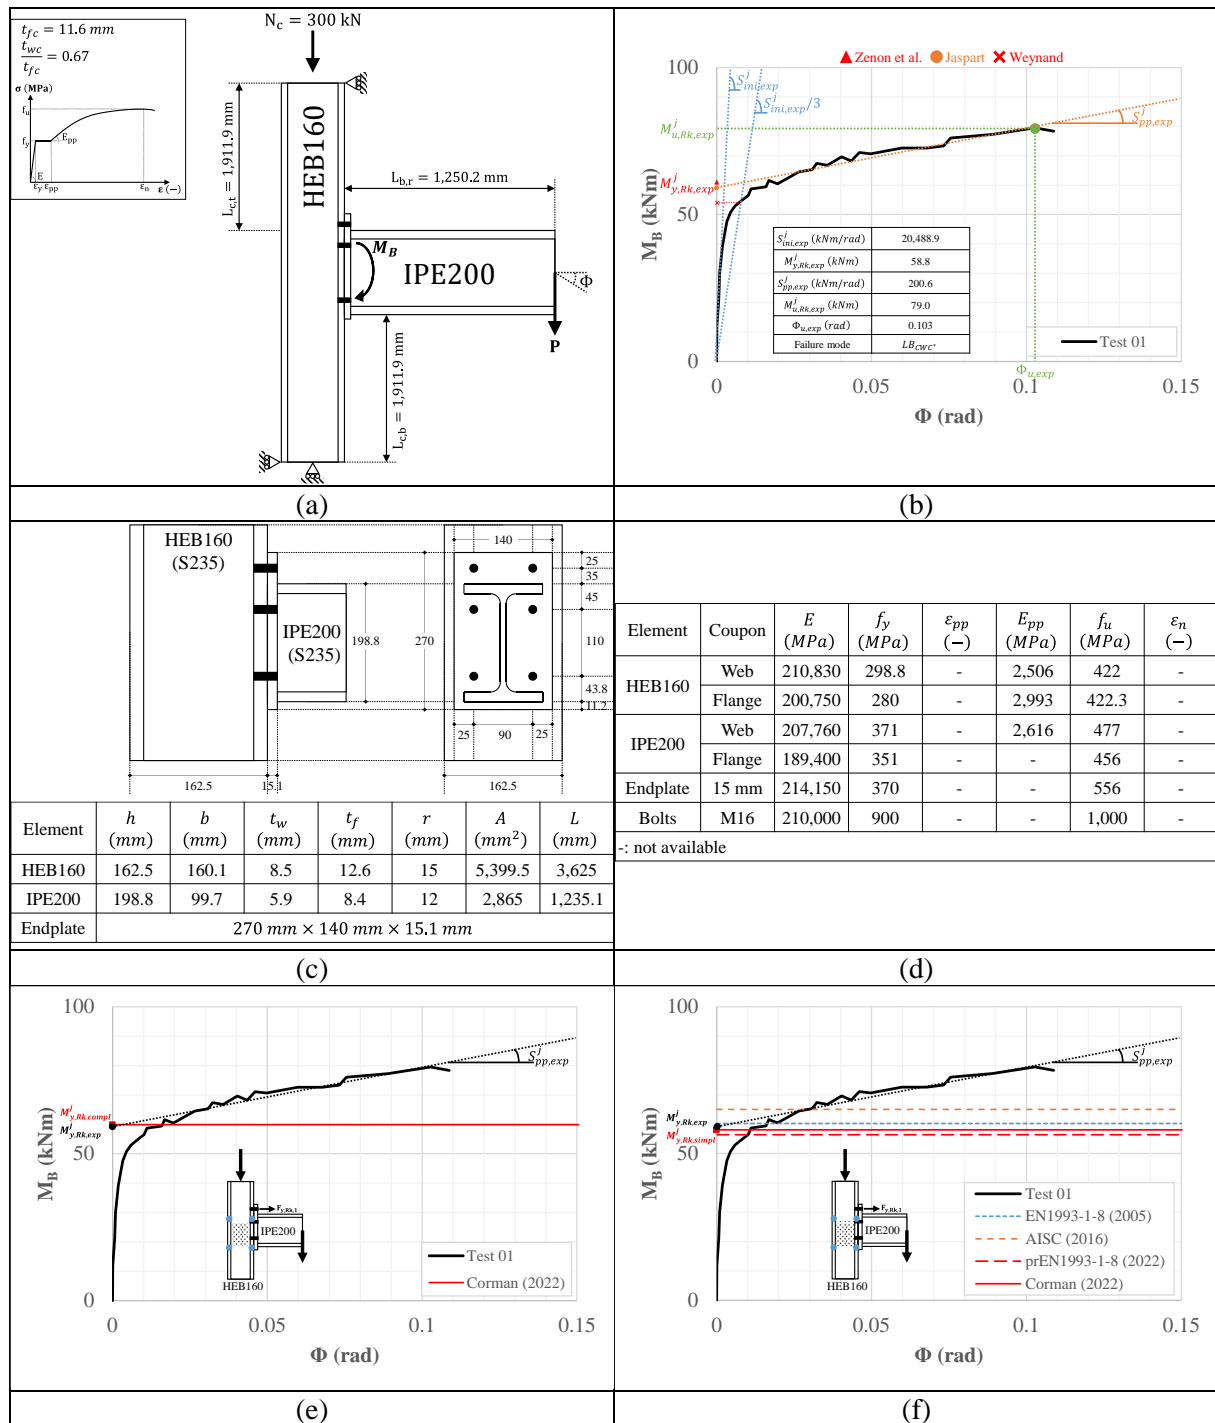 t_fc = 11.6 mm
t_wc / t_fc = 0.67
σ (MPa)
f_u
f_y
E_pp
E
ε_y ε_pp ε_n ε (−)
N_c = 300 kN
HEB160
L_c,t = 1,911.9 mm
L_b,r = 1,250.2 mm
M_B
IPE200
Φ
P
L_c,b = 1,911.9 mm
(a)
▲ Zenon et al. ● Jaspart × Weynand
100
50
0
M_B (kNm)
S^j_ini,exp
S^j_ini,exp/3
S^j_pp,exp
M^j_u,Rk,exp
M^j_y,Rk,exp
S^j_ini,exp (kNm/rad) 20,488.9
M^j_y,Rk,exp (kNm) 58.8
S^j_pp,exp (kNm/rad) 200.6
M^j_u,Rk,exp (kNm) 79.0
Φ_u,exp (rad) 0.103
Failure mode LB_CWC*
Test 01
0 0.05 0.1 0.15
Φ_u,exp
Φ (rad)
(b)
HEB160
(S235)
IPE200
(S235)
198.8
270
140
25
35
45
110
43.8
11.2
25 90 25
162.5 15.1 162.5
Element h (mm) b (mm) t_w (mm) t_f (mm) r (mm) A (mm²) L (mm)
HEB160 162.5 160.1 8.5 12.6 15 5,399.5 3,625
IPE200 198.8 99.7 5.9 8.4 12 2,865 1,235.1
Endplate 270 mm × 140 mm × 15.1 mm
(c)
Element Coupon E (MPa) f_y (MPa) ε_pp (−) E_pp (MPa) f_u (MPa) ε_n (−)
HEB160 Web 210,830 298.8 - 2,506 422 -
Flange 200,750 280 - 2,993 422.3 -
IPE200 Web 207,760 371 - 2,616 477 -
Flange 189,400 351 - - 456 -
Endplate 15 mm 214,150 370 - - 556 -
Bolts M16 210,000 900 - - 1,000 -
-: not available
(d)
100
50
0
M_B (kNm)
M^j_y,Rk,compl
M^j_y,Rk,exp
S^j_pp,exp
F_y,Rk,1
IPE200
HEB160
Test 01
Corman (2022)
0 0.05 0.1 0.15
Φ (rad)
(e)
100
50
0
M_B (kNm)
M^j_y,Rk,exp
M^j_y,Rk,simpl
S^j_pp,exp
F_y,Rk,1
IPE200
HEB160
Test 01
EN1993-1-8 (2005)
AISC (2016)
prEN1993-1-8 (2022)
Corman (2022)
0 0.05 0.1 0.15
Φ (rad)
(f)